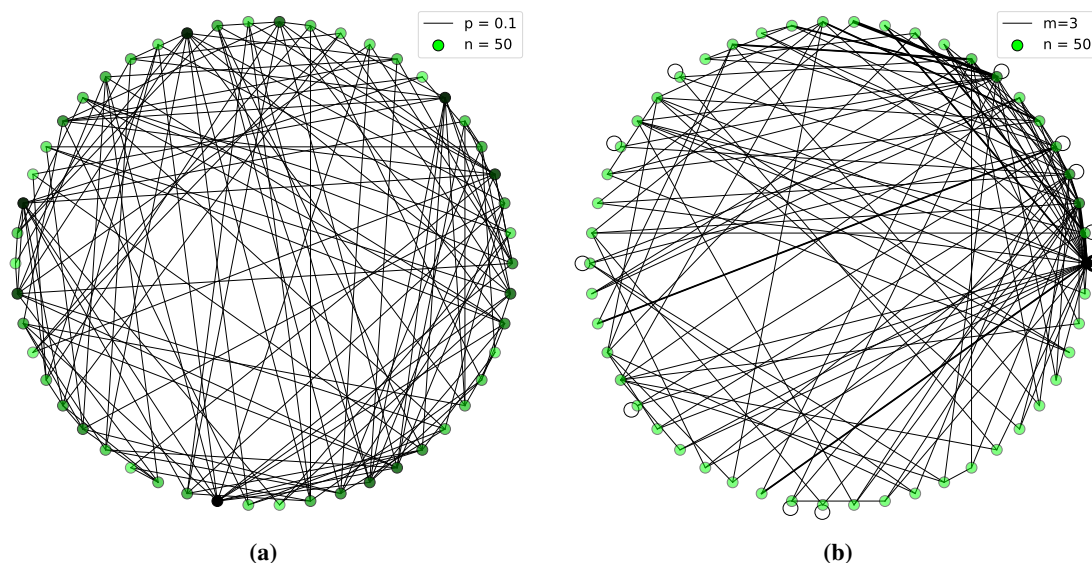 p = 0.1
n = 50
m=3
n = 50
(a)
(b)